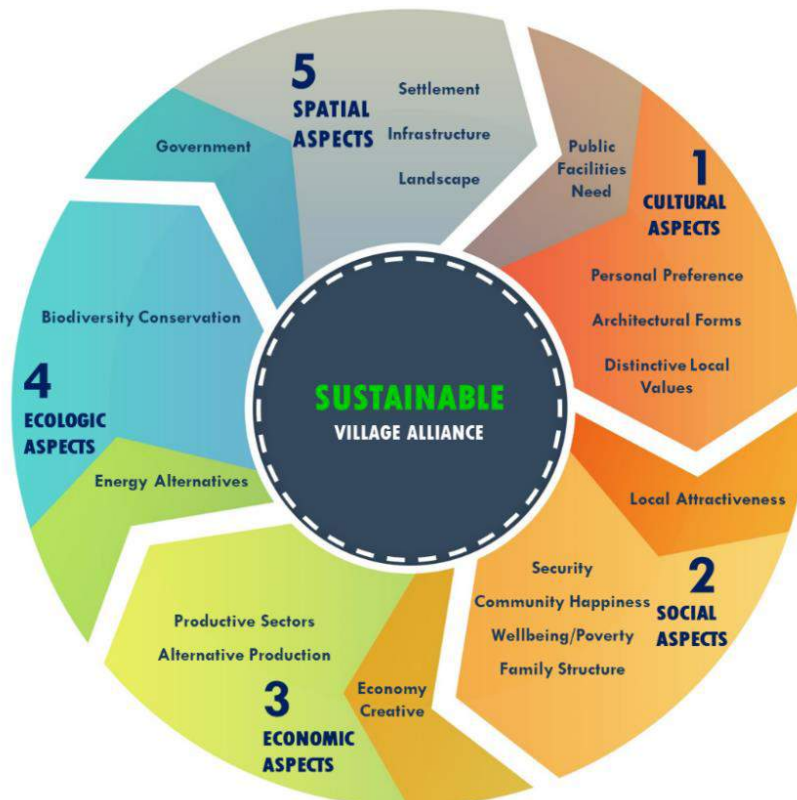 5
SPATIAL
ASPECTS
Settlement
Infrastructure
Landscape
Government
Public
Facilities
Need
1
CULTURAL
ASPECTS
Personal Preference
Architectural Forms
Distinctive Local
Values
Local Attractiveness
2
SOCIAL
ASPECTS
Security
Community Happiness
Wellbeing/Poverty
Family Structure
Economy
Creative
3
ECONOMIC
ASPECTS
Productive Sectors
Alternative Production
Energy Alternatives
4
ECOLOGIC
ASPECTS
Biodiversity Conservation
SUSTAINABLE
VILLAGE ALLIANCE